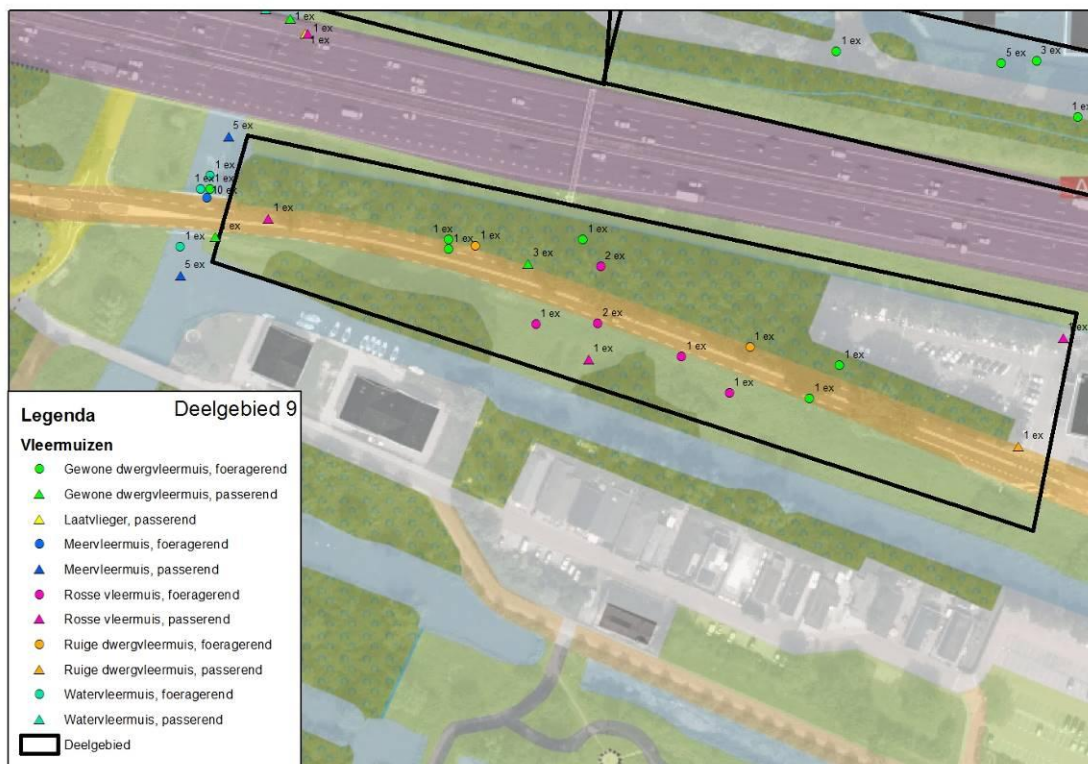 1 ex
1 ex
1 ex
1 ex
5 ex
3 ex
1 ex
5 ex
1 ex
1 ex
1 ex
10 ex
1 ex
1 ex
1 ex
5 ex
1 ex
1 ex
1 ex
1 ex
3 ex
2 ex
1 ex
2 ex
1 ex
1 ex
1 ex
1 ex
1 ex
1 ex
1 ex
1 ex
Legenda
Deelgebied 9
Vleermuizen
Gewone dwergvleermuis, foeragerend
Gewone dwergvleermuis, passerend
Laatvlieger, passerend
Meervleermuis, foeragerend
Meervleermuis, passerend
Rosse vleermuis, foeragerend
Rosse vleermuis, passerend
Ruige dwergvleermuis, foeragerend
Ruige dwergvleermuis, passerend
Watervleermuis, foeragerend
Watervleermuis, passerend
Deelgebied